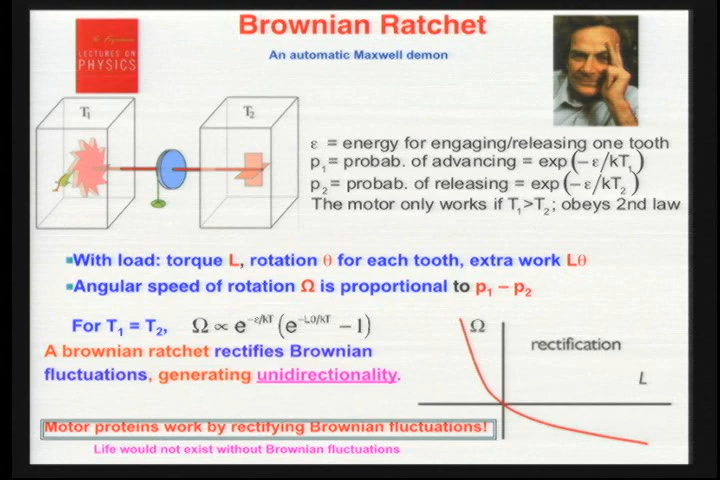 Brownian Ratchet
An automatic Maxwell demon
LECTURES ON
PHYSICS
T1
T2
ε = energy for engaging/releasing one tooth
p1 = probab. of advancing = exp(−ε/kT1)
p2 = probab. of releasing = exp(−ε/kT2)
The motor only works if T1>T2; obeys 2nd law
With load: torque L, rotation θ for each tooth, extra work Lθ
Angular speed of rotation Ω is proportional to p1 – p2
For T1 = T2, Ω ∝ e^−ε/kT (e^−Lθ/kT − 1)
A brownian ratchet rectifies Brownian
fluctuations, generating unidirectionality.
Ω
rectification
L
Motor proteins work by rectifying Brownian fluctuations!
Life would not exist without Brownian fluctuations